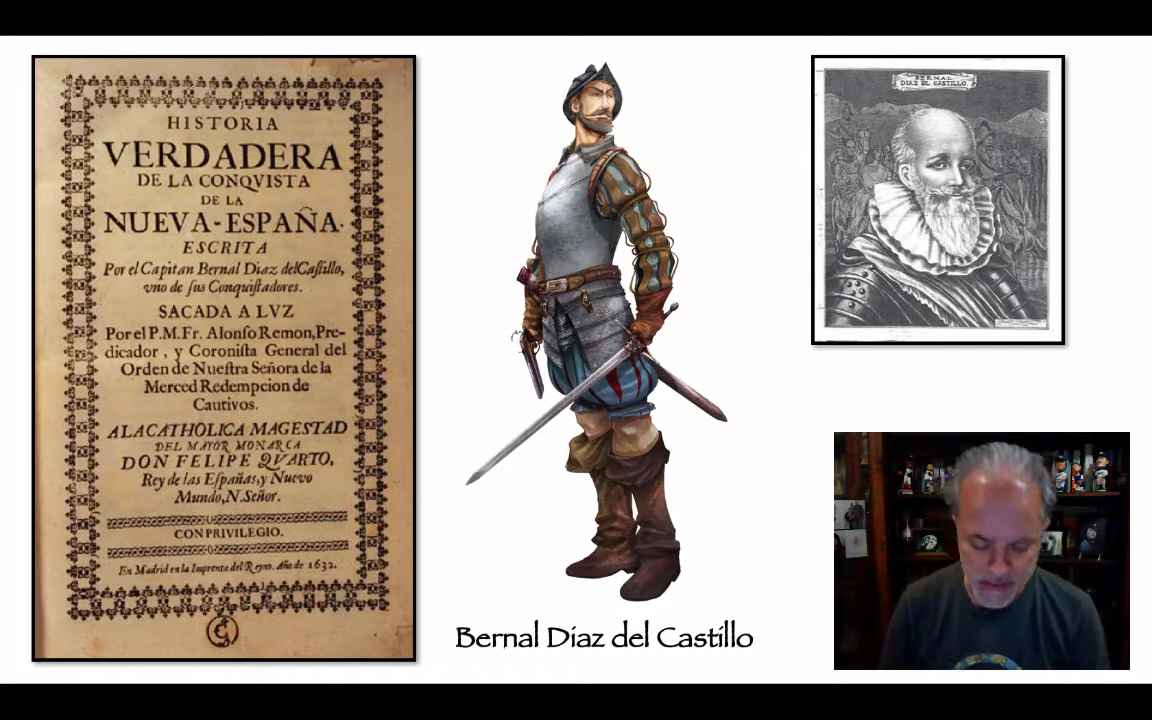 HISTORIA
VERDADERA
DE LA CONQVISTA
DE LA
NUEVA-ESPAÑA.
ESCRITA
Por el Capitan Bernal Diaz del Caſtillo,
vno de ſus Conquiſtadores.
SACADA A LVZ
Por el P. M. Fr. Alonſo Remon, Pre-
dicador, y Coroniſta General del
Orden de Nueſtra Señora de la
Merced Redempcion de
Cautivos.
A LA CATHOLICA MAGESTAD
DEL MAYOR MONARCA
DON FELIPE QVARTO,
Rey de las Eſpañas, y Nuevo
Mundo, N. Señor.
CON PRIVILEGIO.
En Madrid en la Imprenta del Reyno. Año de 1632.
Bernal Diaz del Castillo
BERNAL
DIAZ EL CASTILLO.